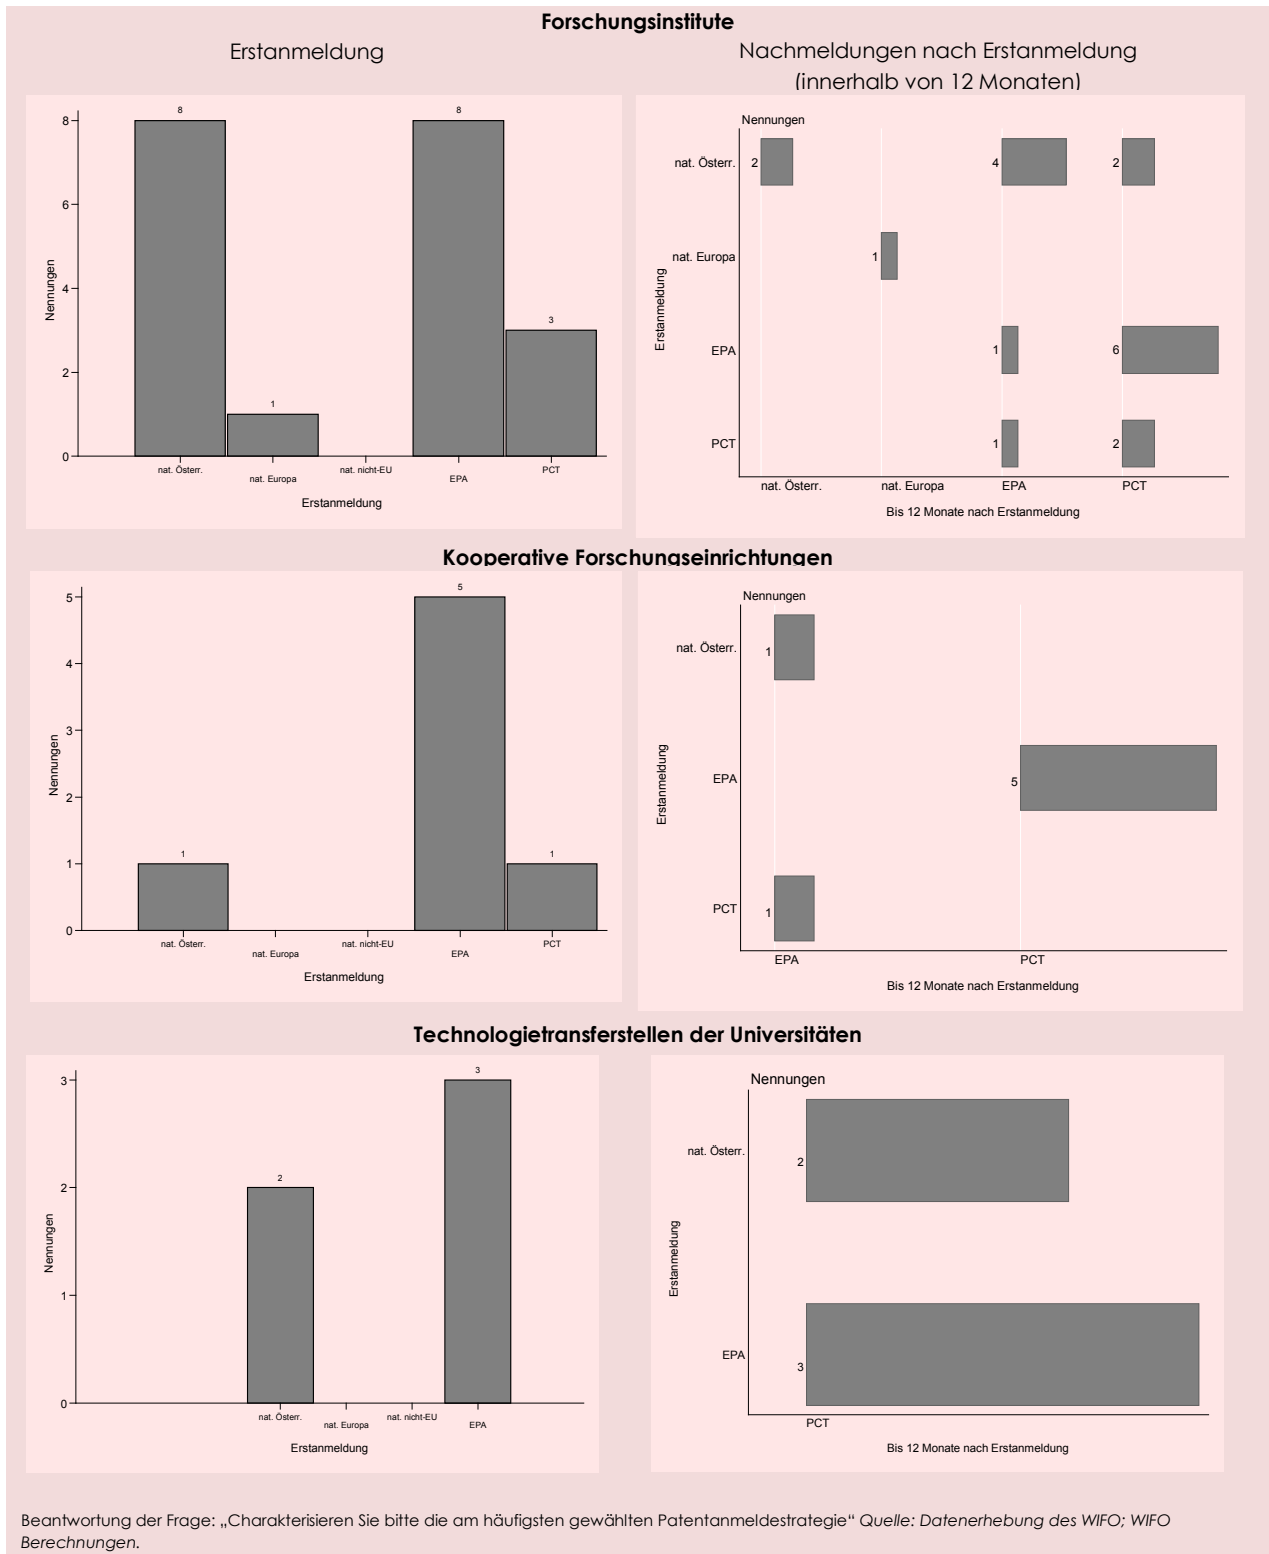 Forschungsinstitute
Erstanmeldung
Nachmeldungen nach Erstanmeldung
(innerhalb von 12 Monaten)
8
6
4
2
0
Nennungen
8
1
8
3
nat. Österr.
nat. Europa
nat. nicht-EU
EPA
PCT
Erstanmeldung
Nennungen
nat. Österr.
2
4
2
nat. Europa
1
EPA
1
6
PCT
1
2
Erstanmeldung
nat. Österr.
nat. Europa
EPA
PCT
Bis 12 Monate nach Erstanmeldung
Kooperative Forschungseinrichtungen
5
4
3
2
1
0
Nennungen
1
5
1
nat. Österr.
nat. Europa
nat. nicht-EU
EPA
PCT
Erstanmeldung
Nennungen
nat. Österr.
1
EPA
5
PCT
1
Erstanmeldung
EPA
PCT
Bis 12 Monate nach Erstanmeldung
Technologietransferstellen der Universitäten
3
2
1
0
Nennungen
2
3
nat. Österr.
nat. Europa
nat. nicht-EU
EPA
Erstanmeldung
Nennungen
nat. Österr.
2
EPA
3
Erstanmeldung
PCT
Bis 12 Monate nach Erstanmeldung
Beantwortung der Frage: „Charakterisieren Sie bitte die am häufigsten gewählten Patentanmeldestrategie“ Quelle: Datenerhebung des WIFO; WIFO
Berechnungen.